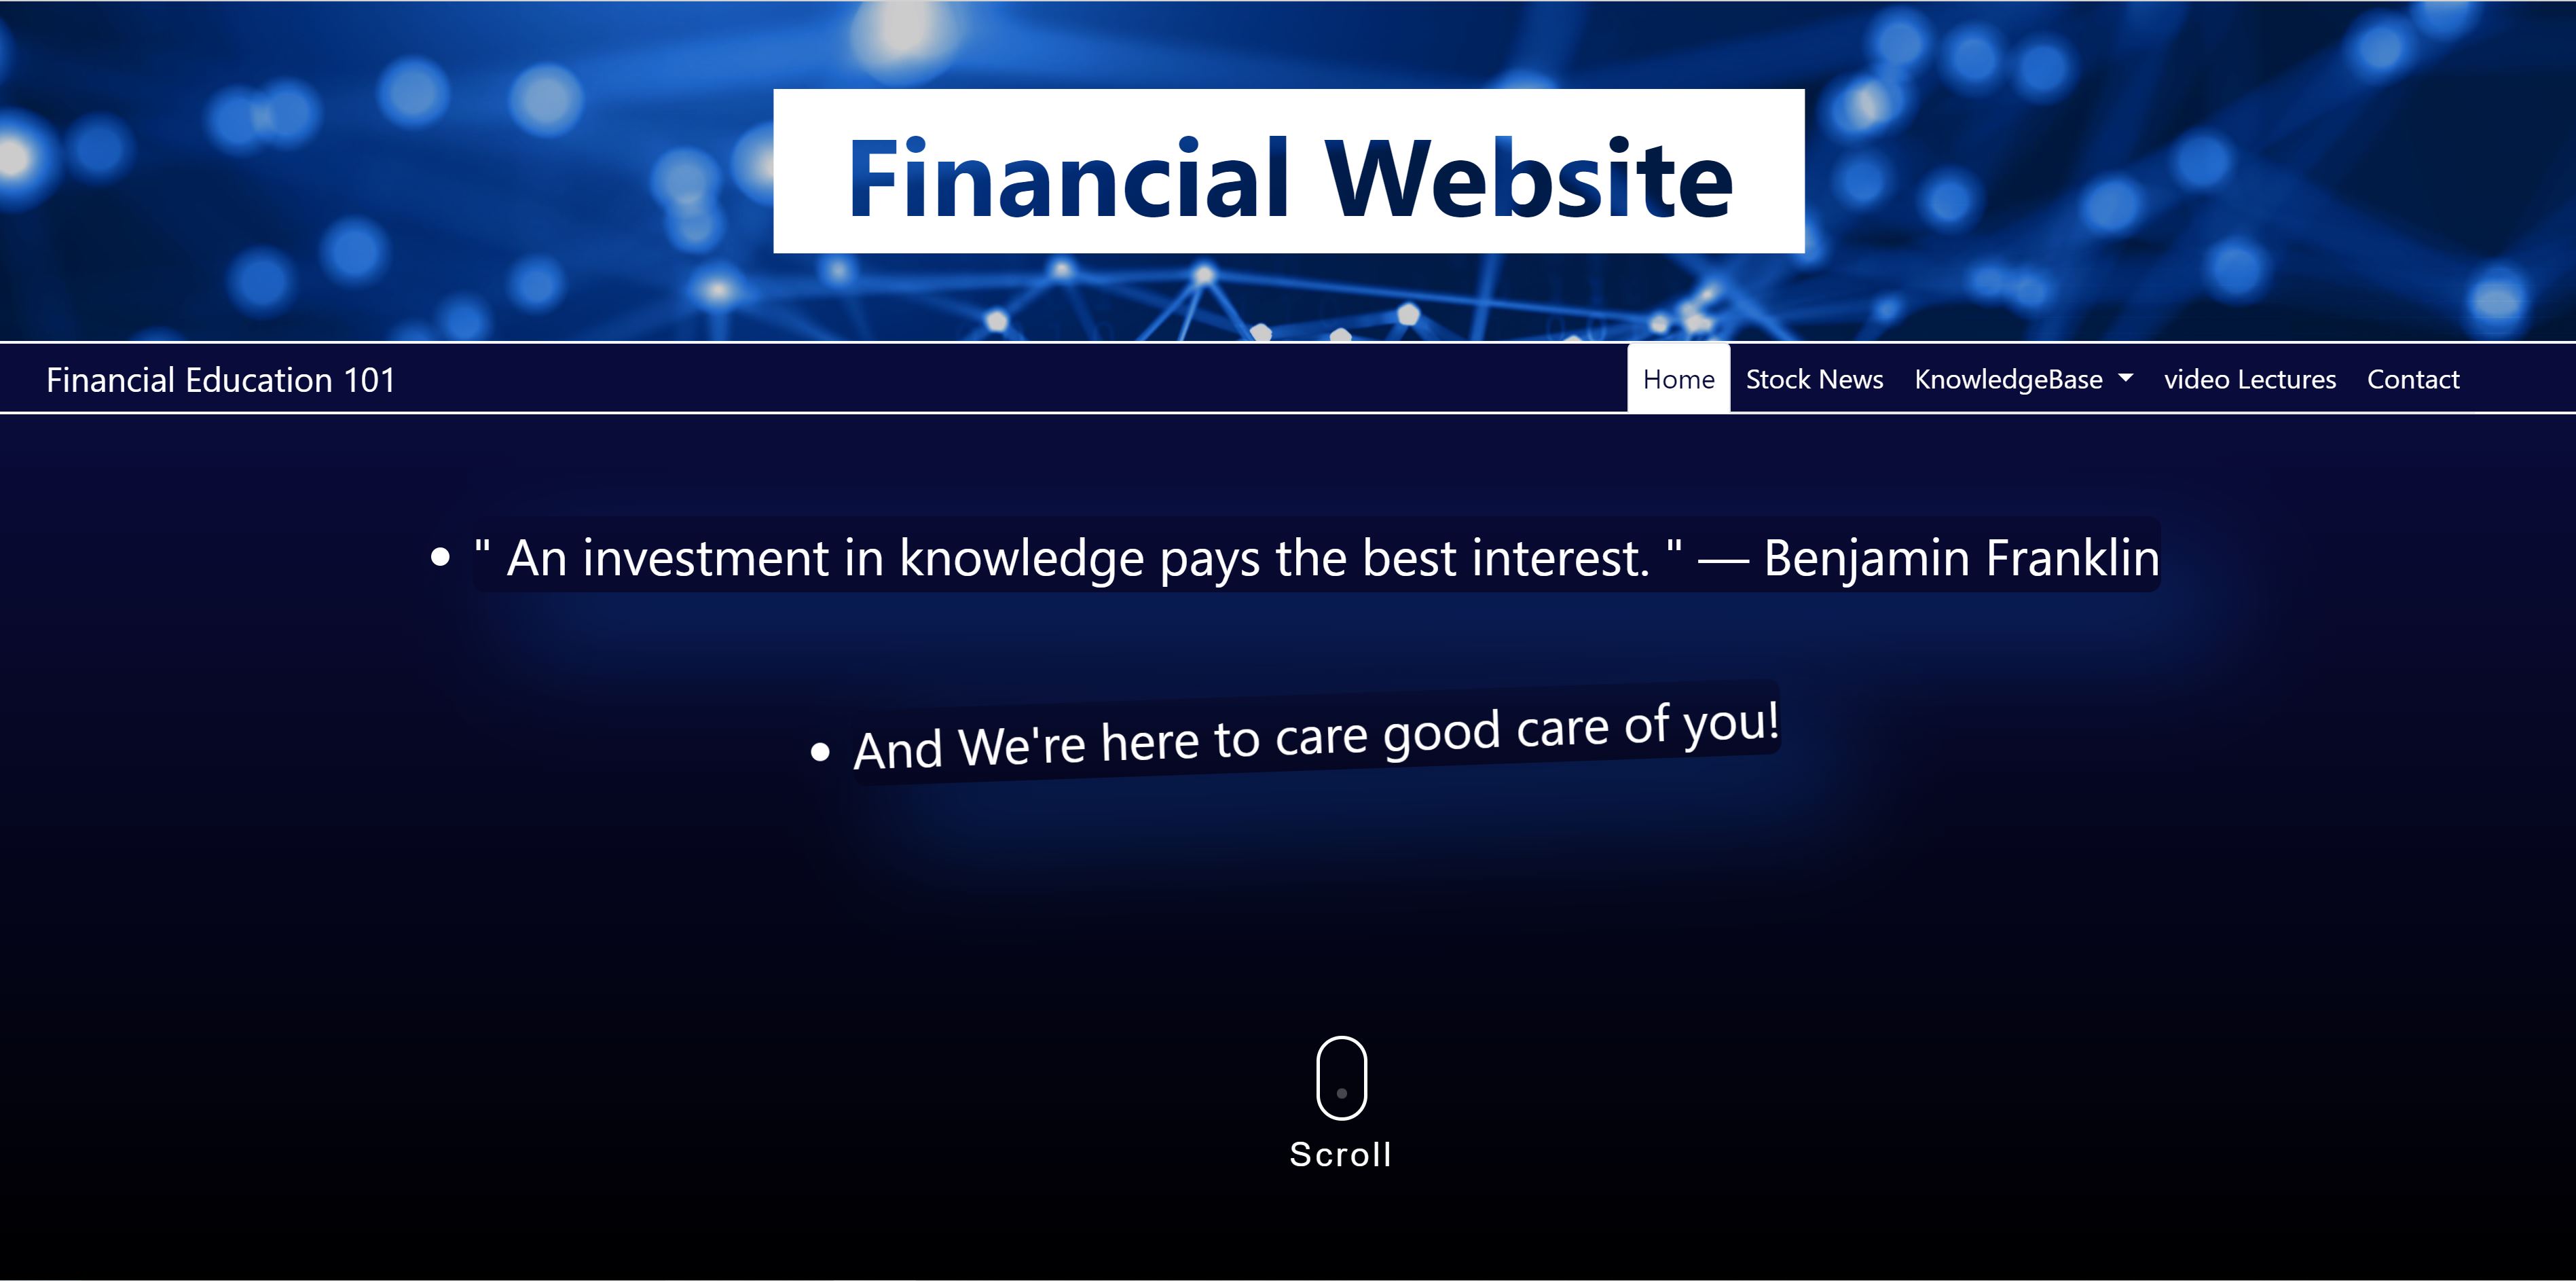 Financial Website
Financial Education 101
Home Stock News KnowledgeBase video Lectures Contact
" An investment in knowledge pays the best interest. " — Benjamin Franklin
And We're here to care good care of you!
Scroll